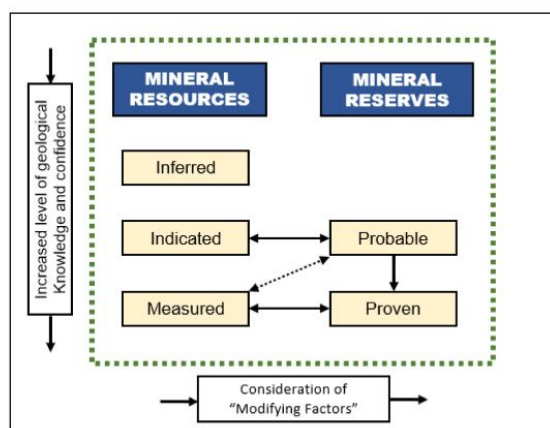 Increased level of geological
Knowledge and confidence
MINERAL
RESOURCES
MINERAL
RESERVES
Inferred
Indicated
Probable
Measured
Proven
Consideration of
“Modifying Factors”